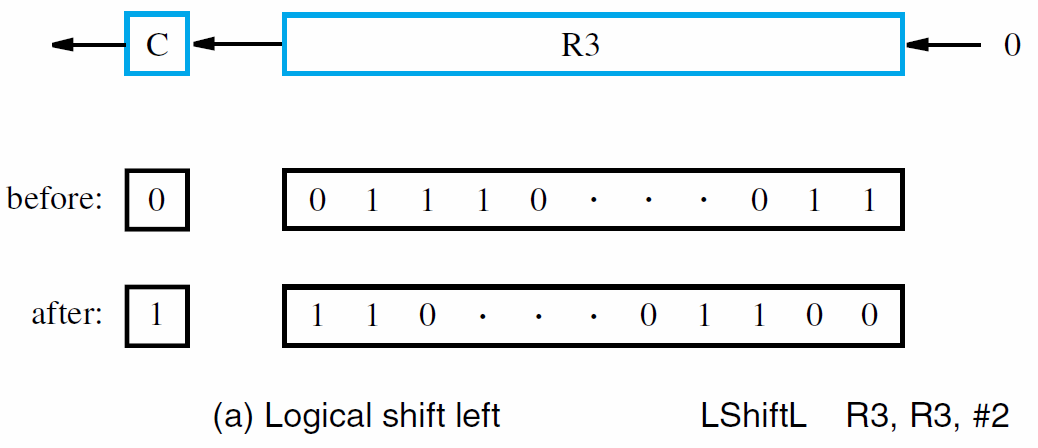 C R3 0
before: 0 0 1 1 1 0 · · · 0 1 1
after: 1 1 1 0 · · · 0 1 1 0 0
(a) Logical shift left LShiftL R3, R3, #2